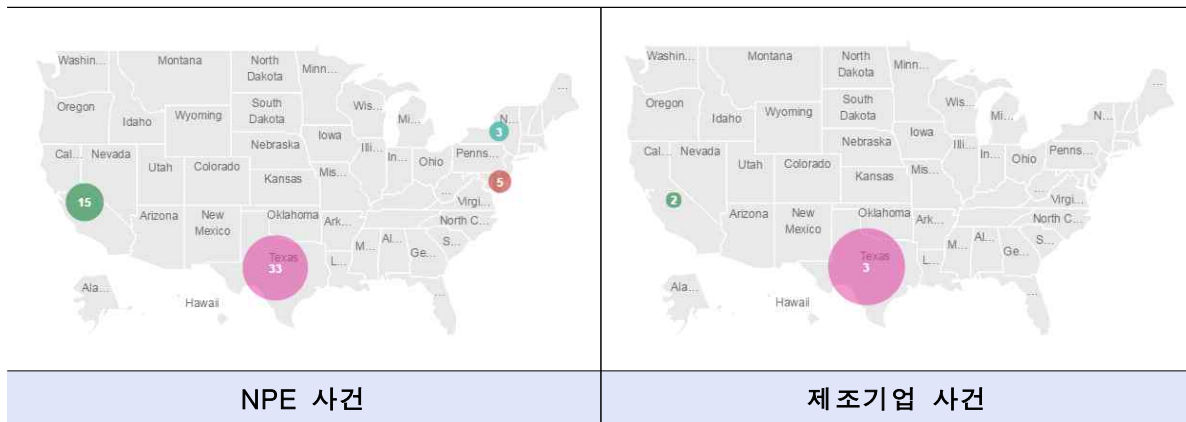 Washin...
Montana
North
Dakota
Minn...
Oregon
Idaho
Wyoming
South
Dakota
Wis...
Mi...
N...
...
3
Cal...
Nevada
Utah
Colorado
Nebraska
Iowa
Illi...
In...
Ohio
Penns...
Kansas
Mis...
...
Virgi...
5
15
Arizona
New
Mexico
Oklahoma
Ark...
North C...
Texas
33
L...
M...
Al...
Ge...
S...
...
Ala...
Hawaii
NPE 사건
Washin...
Montana
North
Dakota
Minn...
Oregon
Idaho
Wyoming
South
Dakota
Wis...
Mi...
N...
...
Cal...
Nevada
Utah
Colorado
Nebraska
Iowa
Illi...
In...
Ohio
Penns...
Kansas
Mis...
...
Virgi...
2
Arizona
New
Mexico
Oklahoma
Ark...
North C...
Texas
3
L...
M...
Al...
Ge...
S...
...
Ala...
Hawaii
제조기업 사건